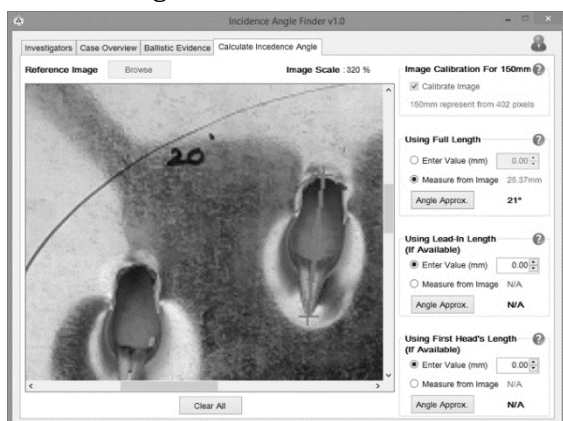 Incidence Angle Finder v1.0
Investigators
Case Overview
Ballistic Evidence
Calculate Incedence Angle
Reference Image
Browse
Image Scale : 320 %
20
Image Calibration For 150mm
Calibrate Image
150mm represent from 402 pixels
Using Full Length
Enter Value (mm) 0.00
Measure from Image 25.37mm
Angle Approx. 21°
Using Lead-In Length
(If Available)
Enter Value (mm) 0.00
Measure from Image N/A
Angle Approx. N/A
Using First Head's Length
(If Available)
Enter Value (mm) 0.00
Measure from Image N/A
Angle Approx. N/A
Clear All